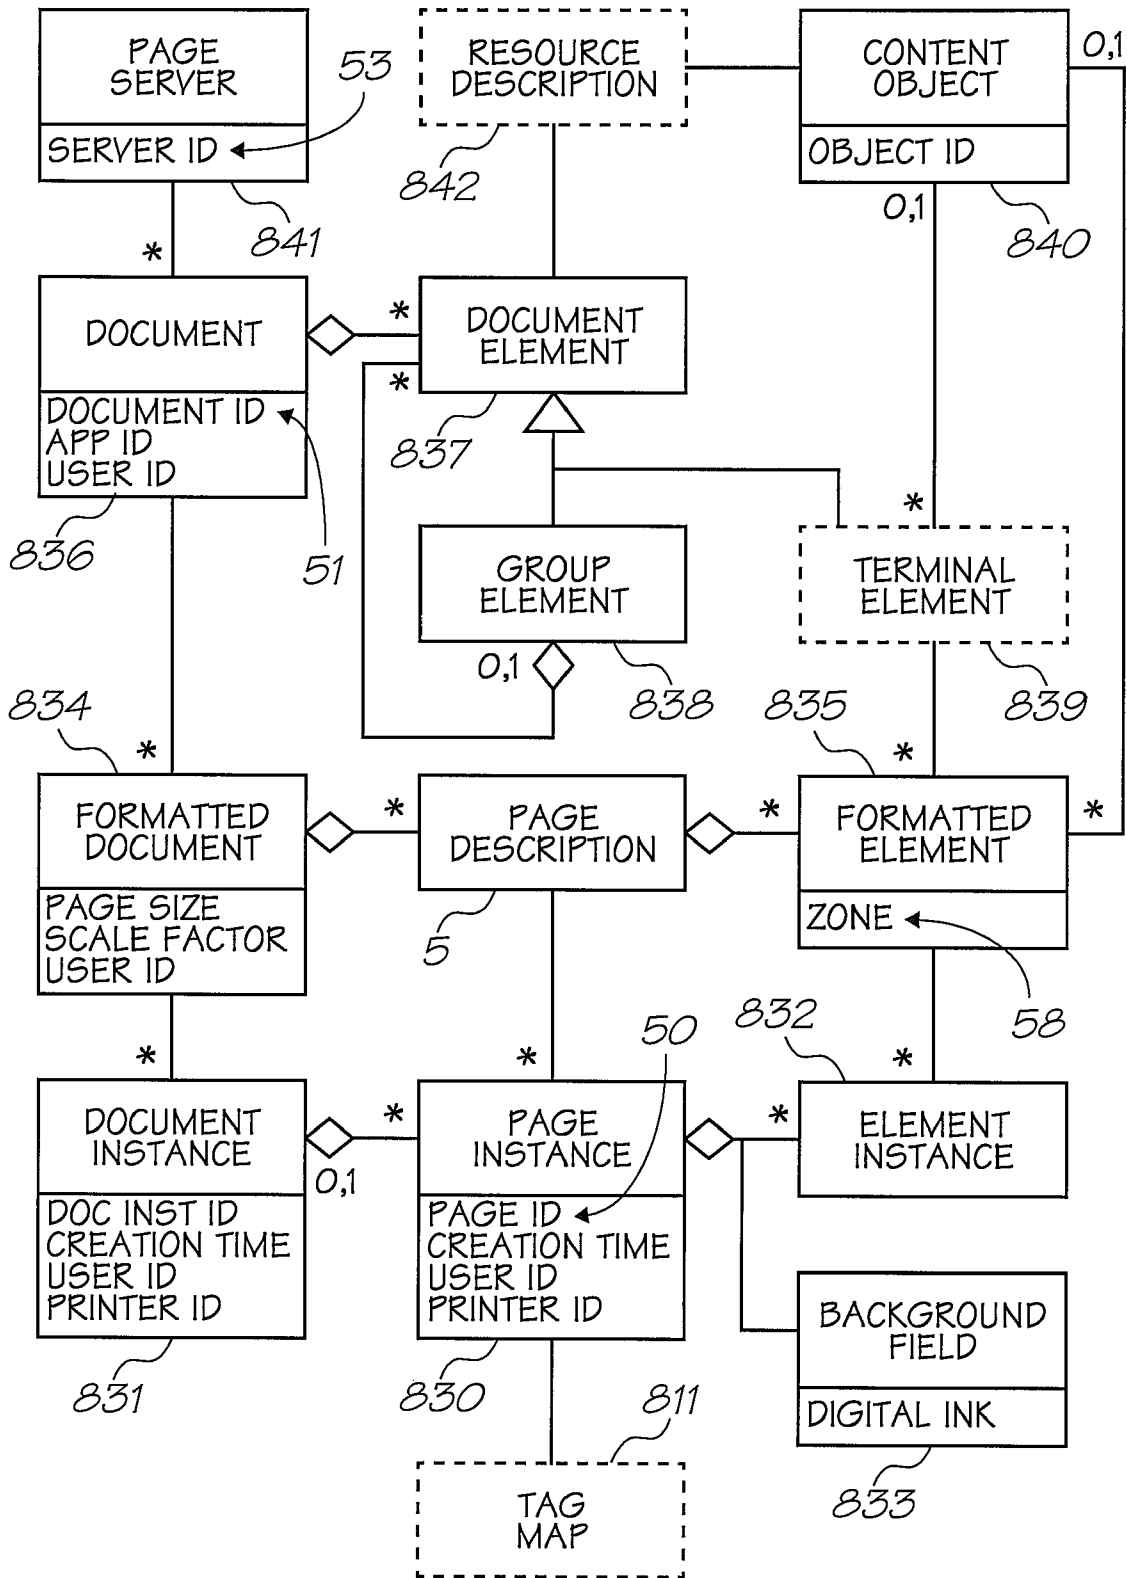 PAGE
SERVER
SERVER ID
53
841
*
RESOURCE
DESCRIPTION
842
CONTENT
OBJECT
OBJECT ID
0,1
0,1
840
DOCUMENT
DOCUMENT ID
APP ID
USER ID
836
51
*
*
DOCUMENT
ELEMENT
837
GROUP
ELEMENT
0,1
838
*
TERMINAL
ELEMENT
839
834
*
FORMATTED
DOCUMENT
PAGE SIZE
SCALE FACTOR
USER ID
*
PAGE
DESCRIPTION
5
835
*
*
*
FORMATTED
ELEMENT
ZONE
58
*
DOCUMENT
INSTANCE
DOC INST ID
CREATION TIME
USER ID
PRINTER ID
831
0,1
*
*
50
PAGE
INSTANCE
PAGE ID
CREATION TIME
USER ID
PRINTER ID
830
832
*
*
ELEMENT
INSTANCE
BACKGROUND
FIELD
DIGITAL INK
833
811
TAG
MAP